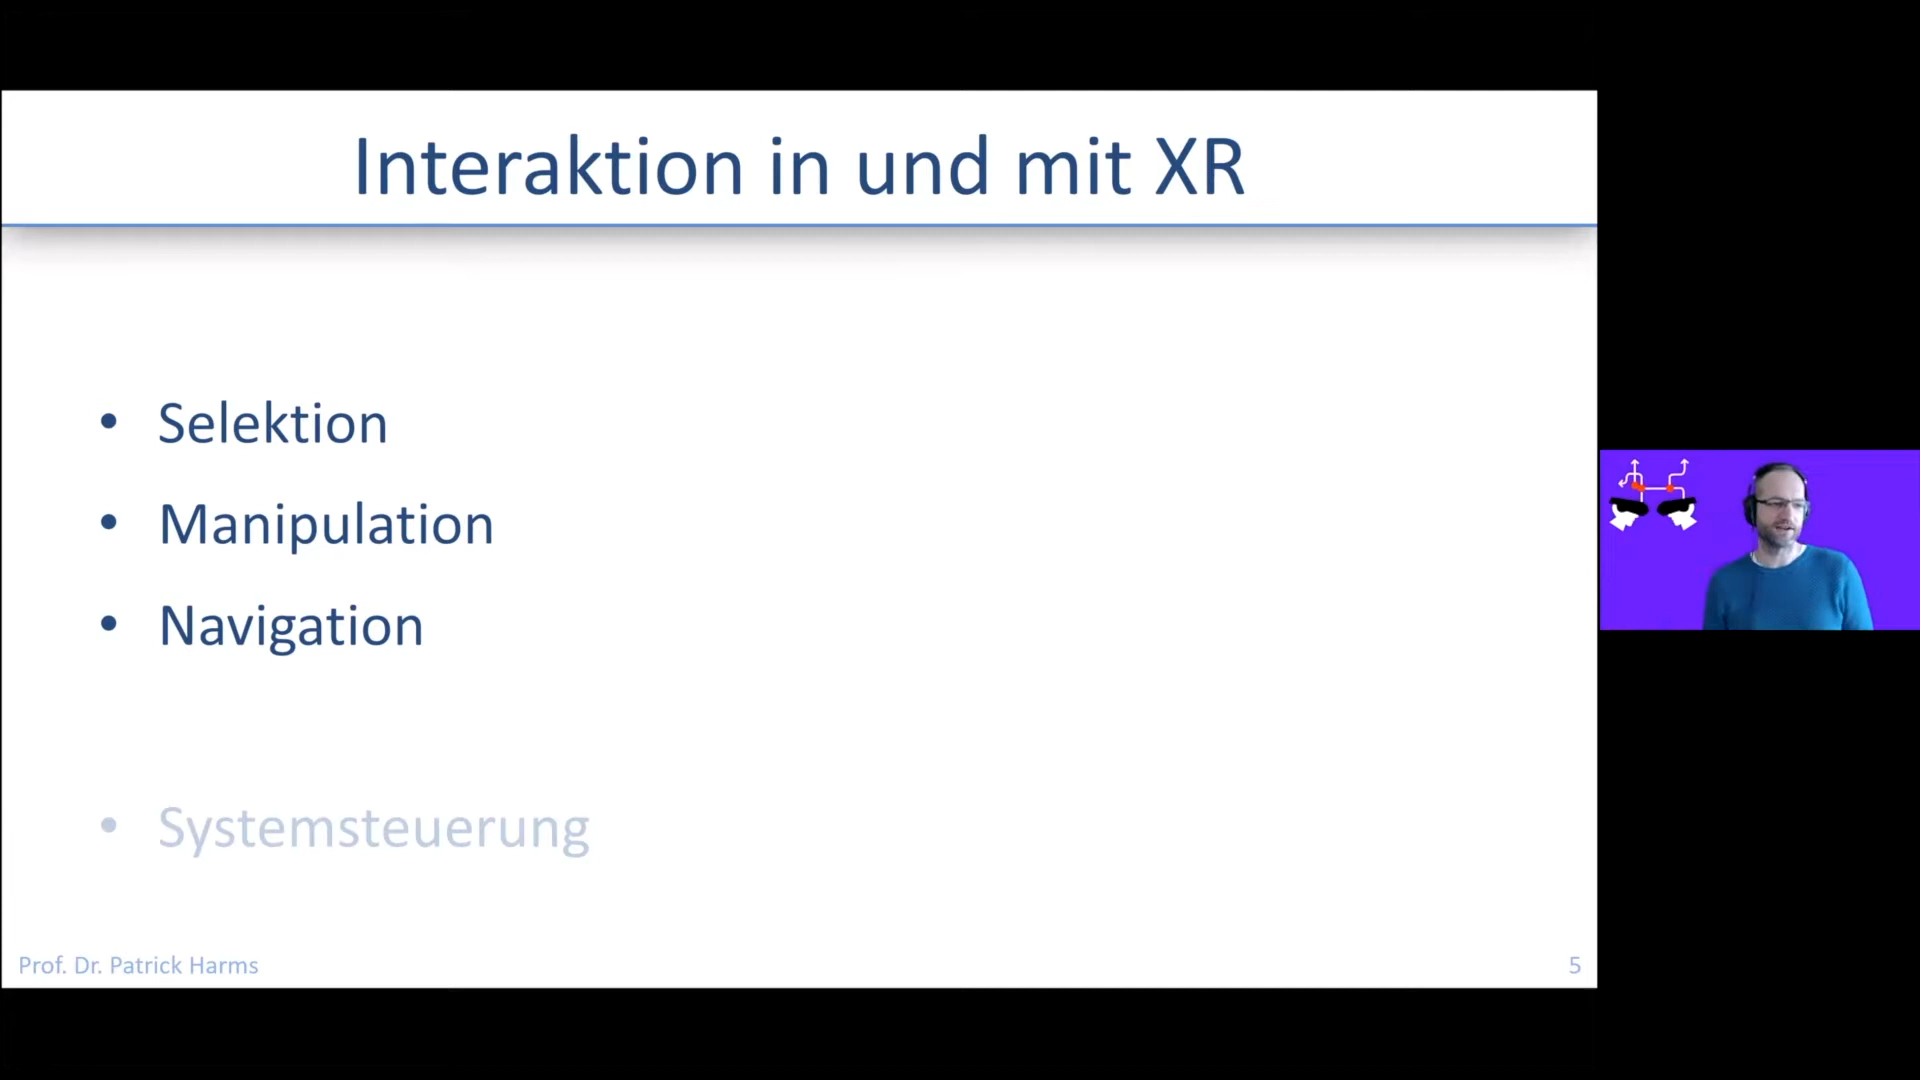 Interaktion in und mit XR
• Selektion
• Manipulation
• Navigation
• Systemsteuerung
Prof. Dr. Patrick Harms
5